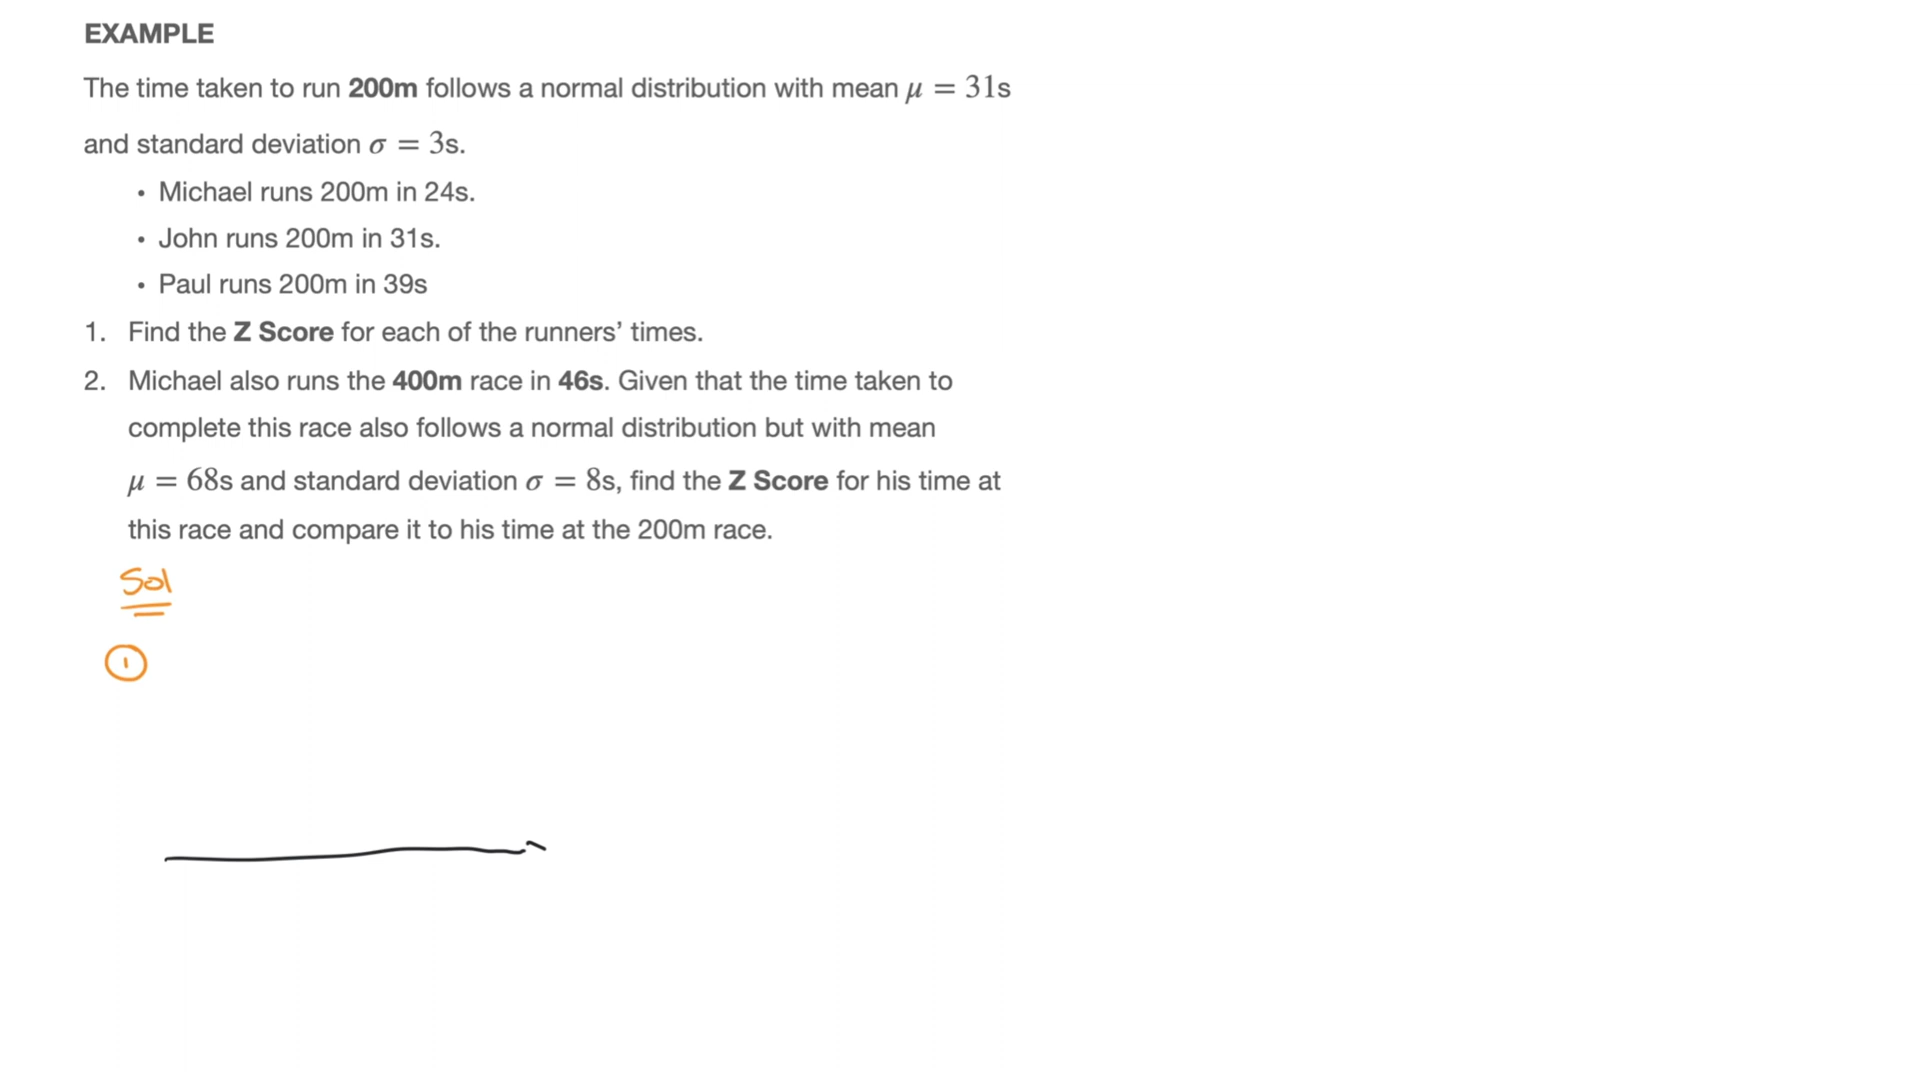 EXAMPLE
The time taken to run 200m follows a normal distribution with mean μ = 31s
and standard deviation σ = 3s.
• Michael runs 200m in 24s.
• John runs 200m in 31s.
• Paul runs 200m in 39s
1. Find the Z Score for each of the runners’ times.
2. Michael also runs the 400m race in 46s. Given that the time taken to
complete this race also follows a normal distribution but with mean
μ = 68s and standard deviation σ = 8s, find the Z Score for his time at
this race and compare it to his time at the 200m race.
Sol
1